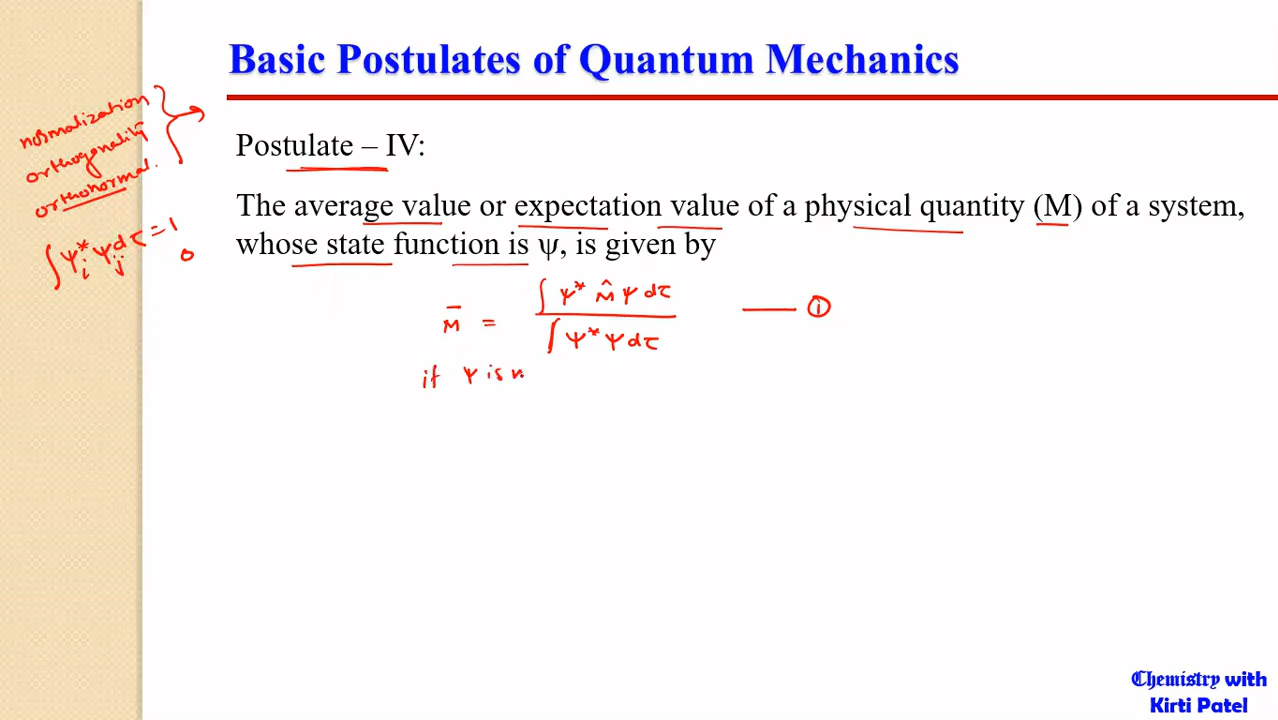 Basic Postulates of Quantum Mechanics
normalization
orthogonality
orthonormal.
∫ψᵢ* ψⱼ dτ = 1
0
Postulate – IV:
The average value or expectation value of a physical quantity (M) of a system,
whose state function is ψ, is given by
M̄ = ∫ψ* M̂ ψ dτ / ∫ψ* ψ dτ —— ①
if ψ is n
Chemistry with
Kirti Patel